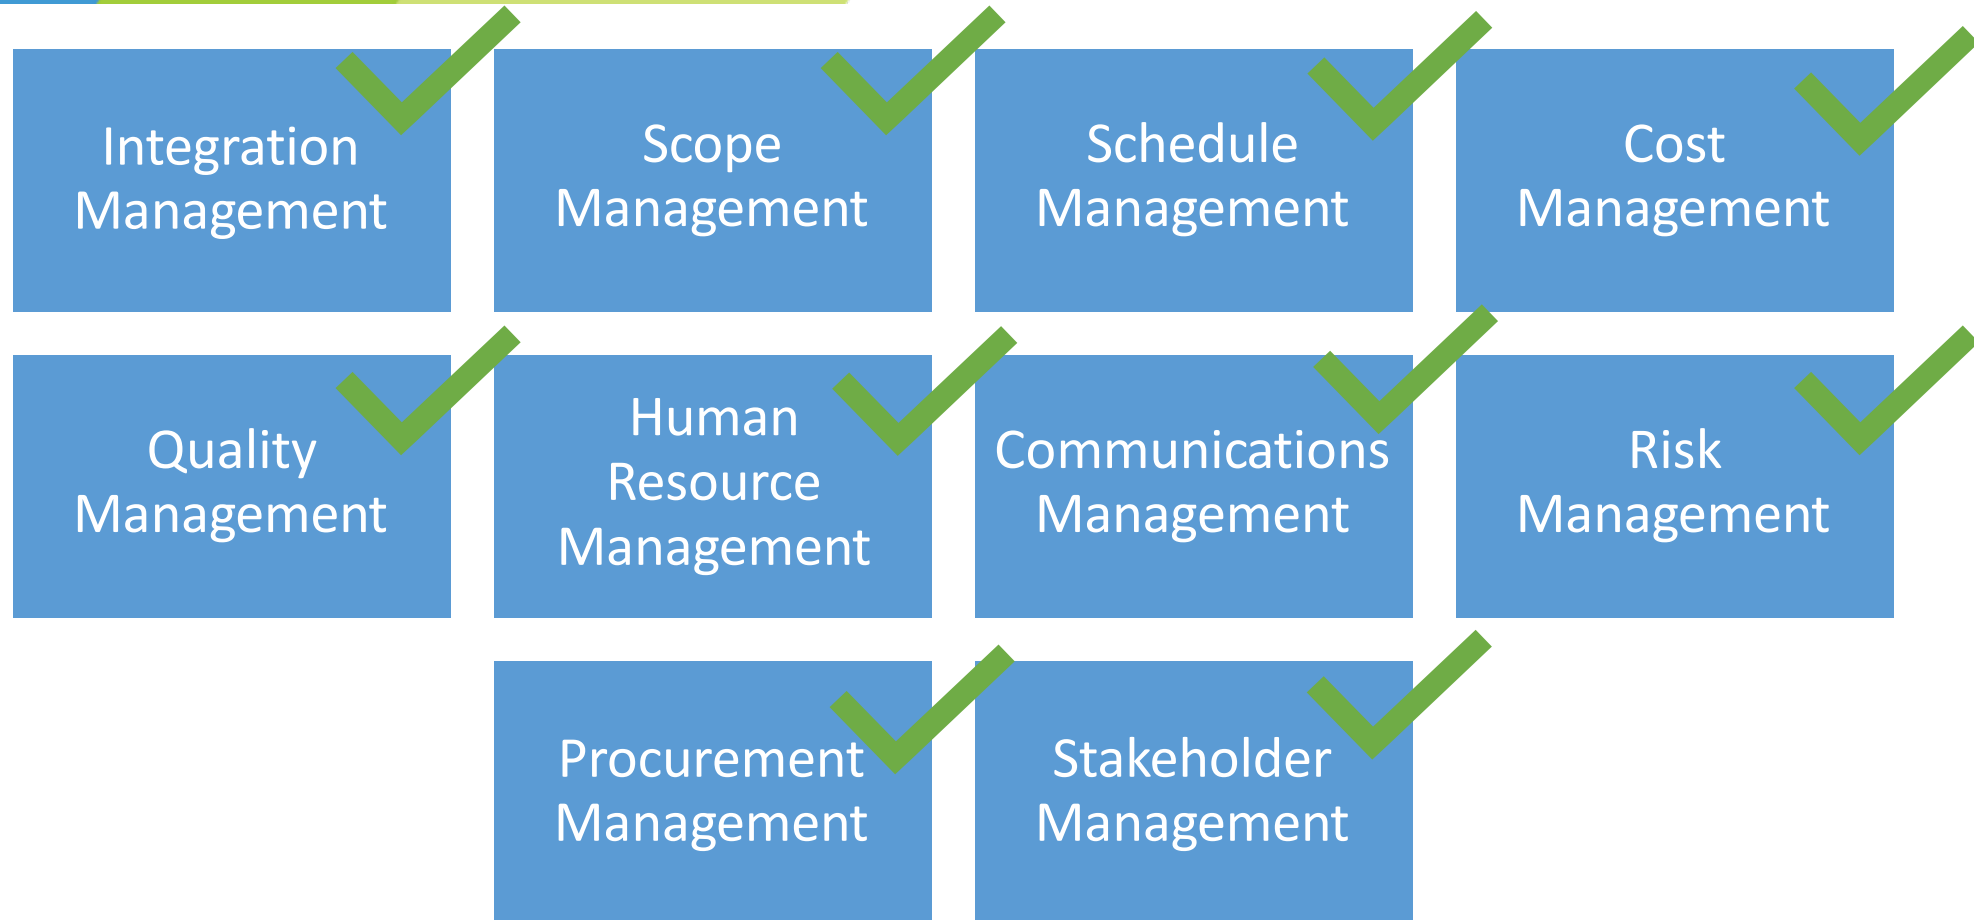 Integration
Management
Scope
Management
Schedule
Management
Cost
Management
Quality
Management
Human
Resource
Management
Communications
Management
Risk
Management
Procurement
Management
Stakeholder
Management